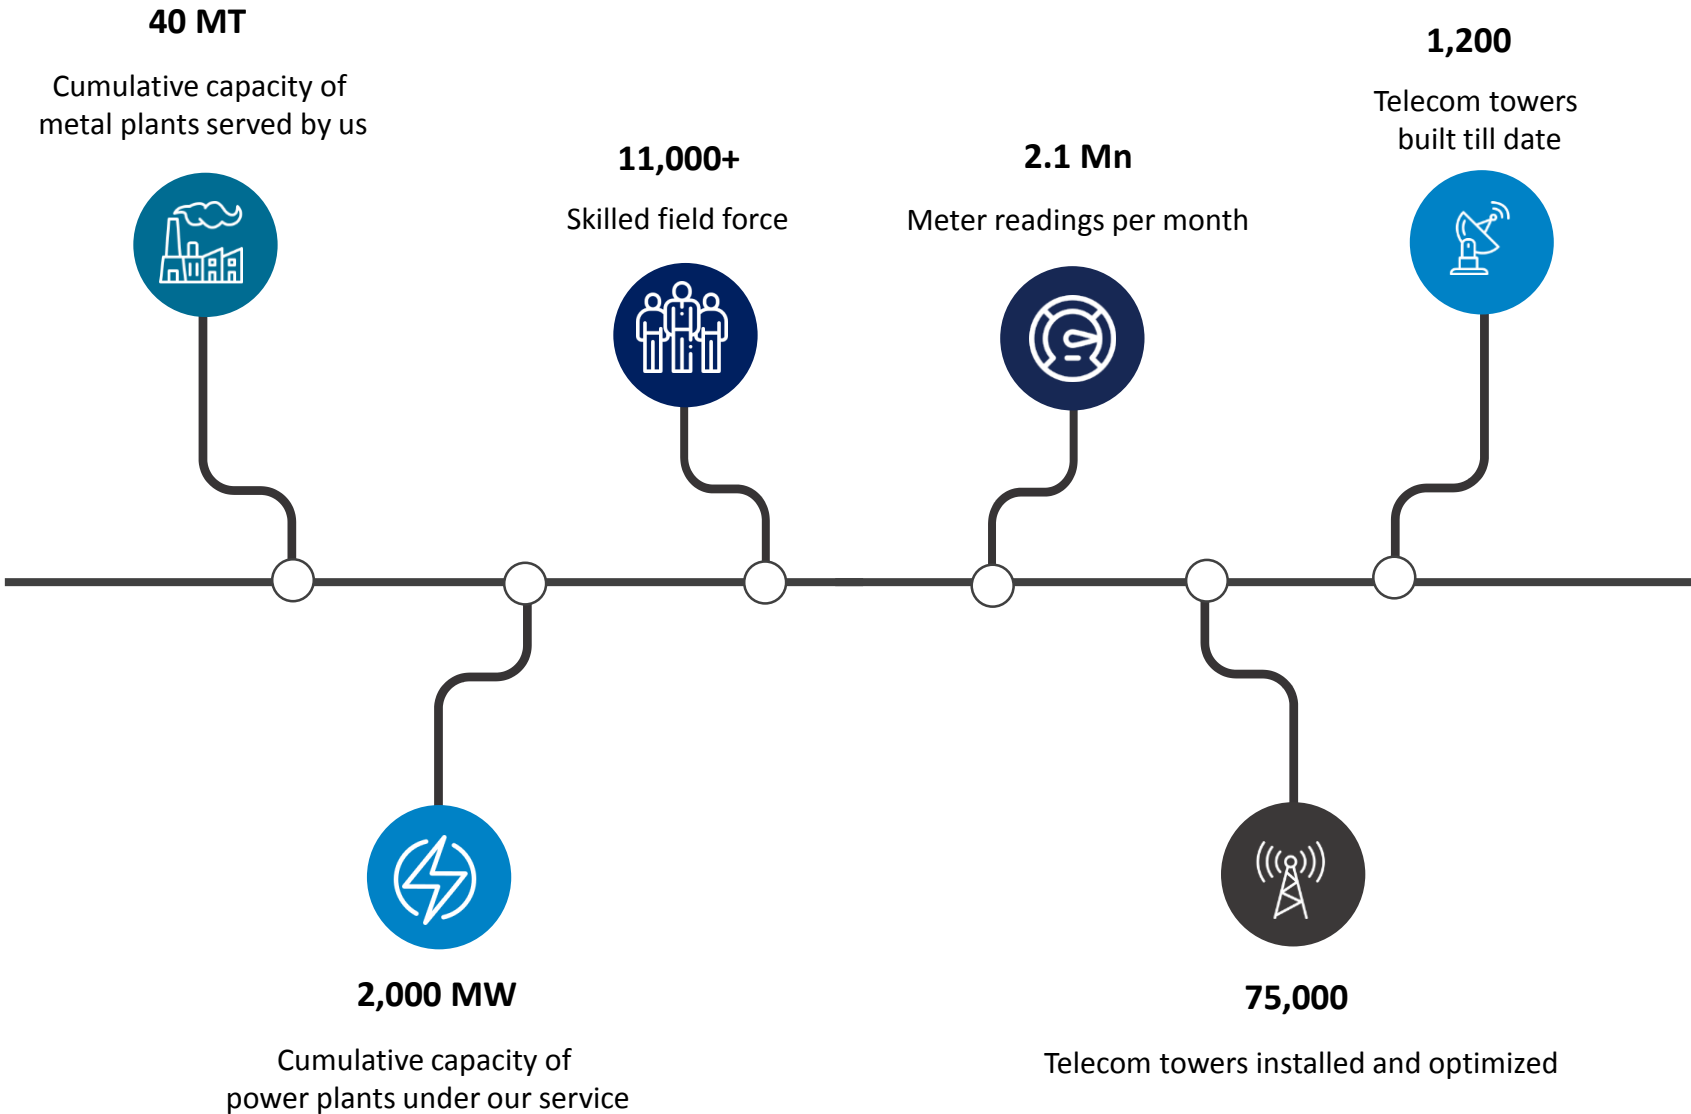 40 MT
Cumulative capacity of
metal plants served by us
11,000+
Skilled field force
2.1 Mn
Meter readings per month
1,200
Telecom towers
built till date
2,000 MW
Cumulative capacity of
power plants under our service
75,000
Telecom towers installed and optimized